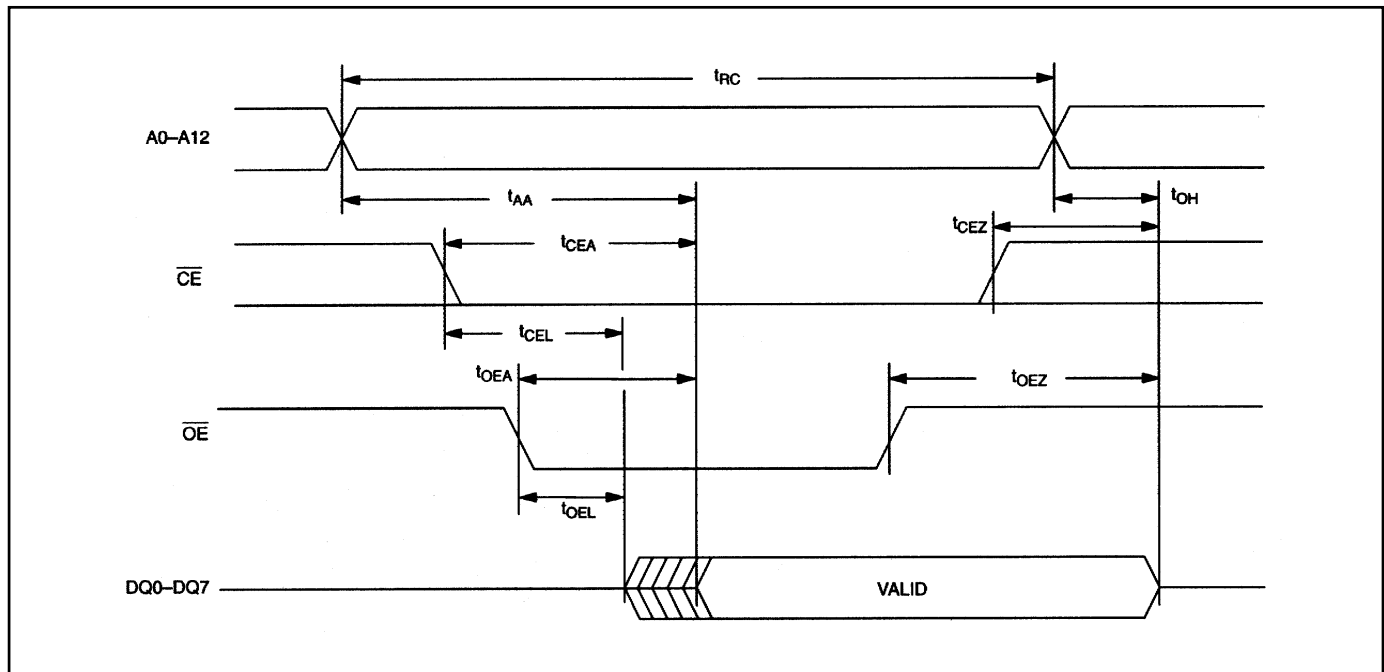 tRC
A0–A12
tAA
tOH
tCEA
tCEZ
CE
tCEL
tOEA
tOEZ
OE
tOEL
DQ0–DQ7
VALID